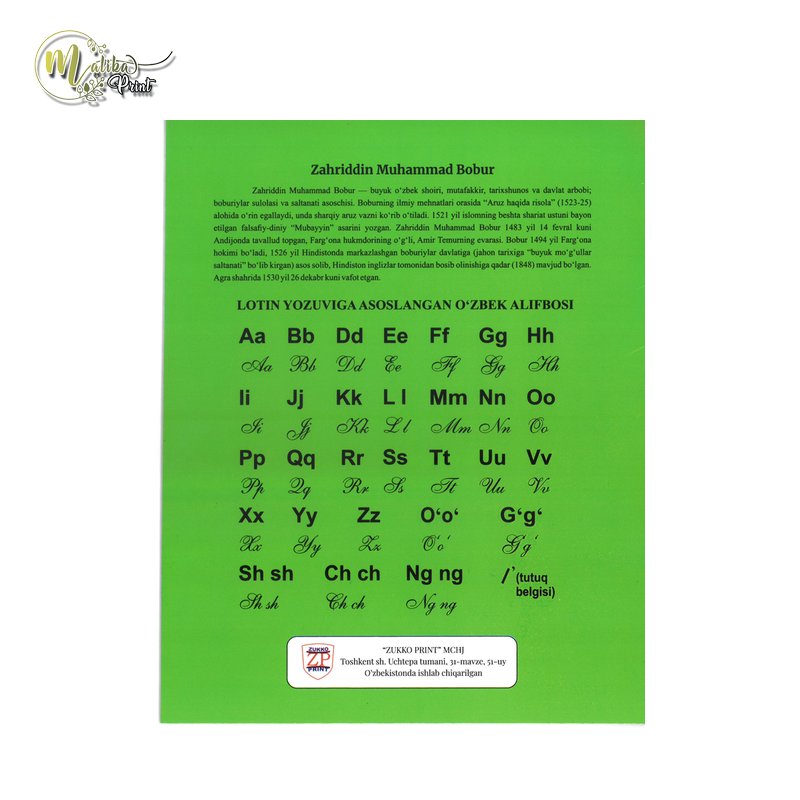 Maliba
Print
Zahriddin Muhammad Bobur
Zahriddin Muhammad Bobur — buyuk o‘zbek shoiri, mutafakkir, tarixshunos va davlat arbobi;
boburiylar sulolasi va saltanati asoschisi. Boburning ilmiy mehnatlari orasida “Aruz haqida risola” (1523-25)
alohida o‘rin egallaydi, unda sharqiy aruz vazni ko‘rib o‘tiladi. 1521 yil islomning beshta shariat ustuni bayon
etilgan falsafiy-diniy “Mubayyin” asarini yozgan. Zahriddin Muhammad Bobur 1483 yil 14 fevral kuni
Andijonda tavallud topgan, Farg‘ona hukmdorining o‘g‘li, Amir Temurning evarasi. Bobur 1494 yil Farg‘ona
hokimi bo‘ladi, 1526 yil Hindistonda markazlashgan boburiylar davlatiga (jahon tarixiga “buyuk mo‘g‘ullar
saltanati” bo‘lib kirgan) asos solib, Hindiston inglizlar tomonidan bosib olinishiga qadar (1848) mavjud bo‘lgan.
Agra shahrida 1530 yil 26 dekabr kuni vafot etgan.
LOTIN YOZUVIGA ASOSLANGAN O‘ZBEK ALIFBOSI
Aa Bb Dd Ee Ff Gg Hh
Aa Bb Dd Ee Ff Gg Hh
Ii Jj Kk L l Mm Nn Oo
Ii Jj Kk L l Mm Nn Oo
Pp Qq Rr Ss Tt Uu Vv
Pp Qq Rr Ss Tt Uu Vv
Xx Yy Zz O‘o‘ G‘g‘
Xx Yy Zz O‘o‘ G‘g‘
Sh sh Ch ch Ng ng /’ (tutuq
belgisi)
Sh sh Ch ch Ng ng
ZUKKO
ZP
PRINT
“ZUKKO PRINT” MCHJ
Toshkent sh. Uchtepa tumani, 31-mavze, 51-uy
O’zbekistonda ishlab chiqarilgan